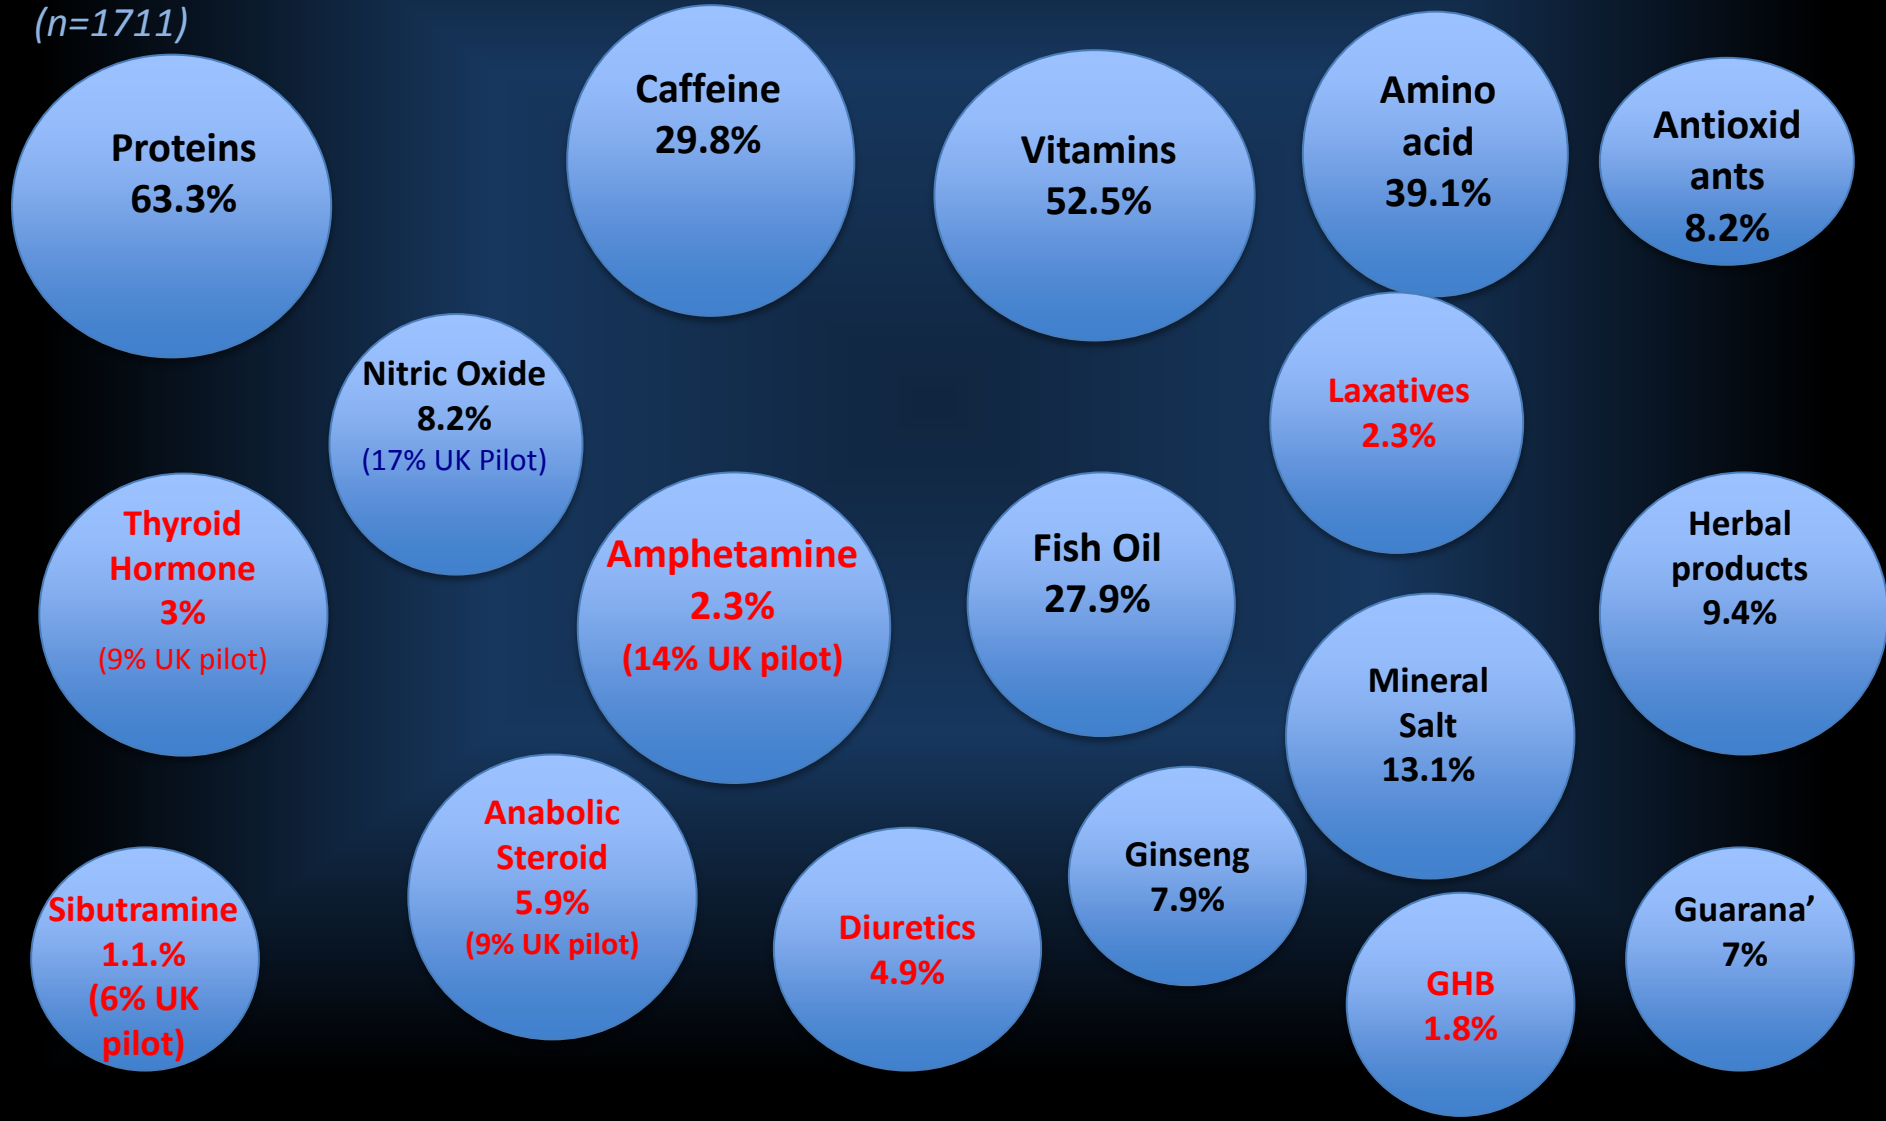 (n=1711)
Proteins
63.3%
Caffeine
29.8%
Vitamins
52.5%
Amino
acid
39.1%
Antioxid
ants
8.2%
Nitric Oxide
8.2%
(17% UK Pilot)
Laxatives
2.3%
Thyroid
Hormone
3%
(9% UK pilot)
Amphetamine
2.3%
(14% UK pilot)
Fish Oil
27.9%
Herbal
products
9.4%
Mineral
Salt
13.1%
Anabolic
Steroid
5.9%
(9% UK pilot)
Ginseng
7.9%
Sibutramine
1.1.%
(6% UK
pilot)
Diuretics
4.9%
GHB
1.8%
Guarana’
7%